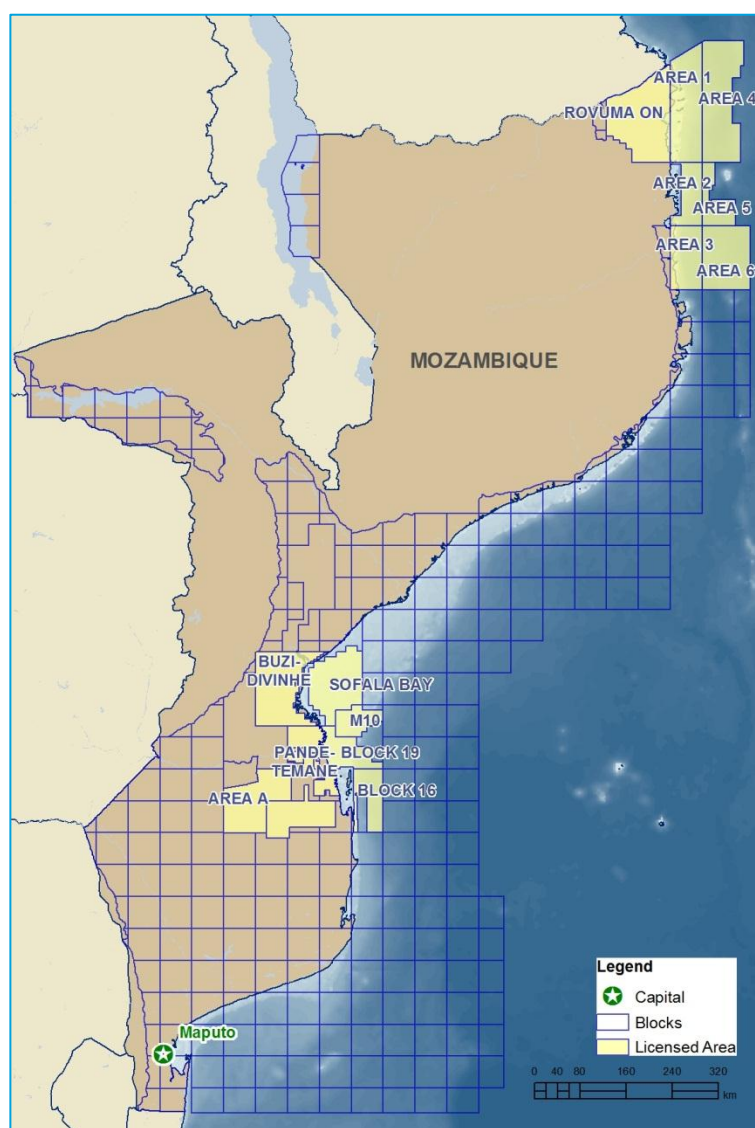 AREA 1
AREA 4
ROVUMA ON
AREA 2
AREA 5
AREA 3
AREA 6
MOZAMBIQUE
BUZI-
DIVINHE
SOFALA BAY
M10
PANDE-
TEMANE
BLOCK 19
AREA A
BLOCK 16
Maputo
Legend
Capital
Blocks
Licensed Area
0 40 80 160 240 320
km